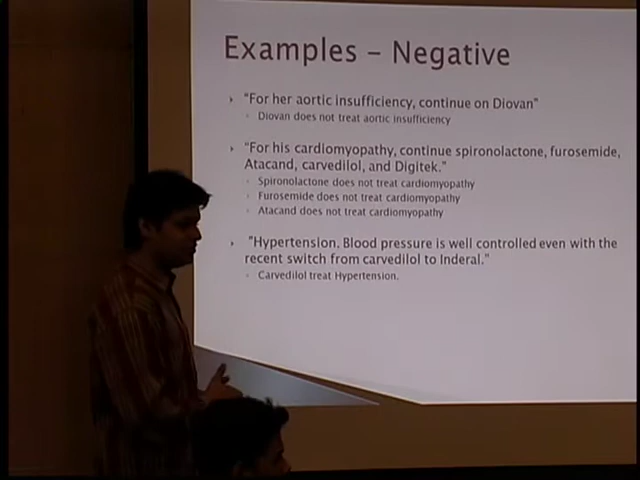 Examples – Negative
"For her aortic insufficiency, continue on Diovan"
Diovan does not treat aortic insufficiency
"For his cardiomyopathy, continue spironolactone, furosemide,
Atacand, carvedilol, and Digitek."
Spironolactone does not treat cardiomyopathy
Furosemide does not treat cardiomyopathy
Atacand does not treat cardiomyopathy
"Hypertension. Blood pressure is well controlled even with the
recent switch from carvedilol to Inderal."
Carvedilol treat Hypertension.